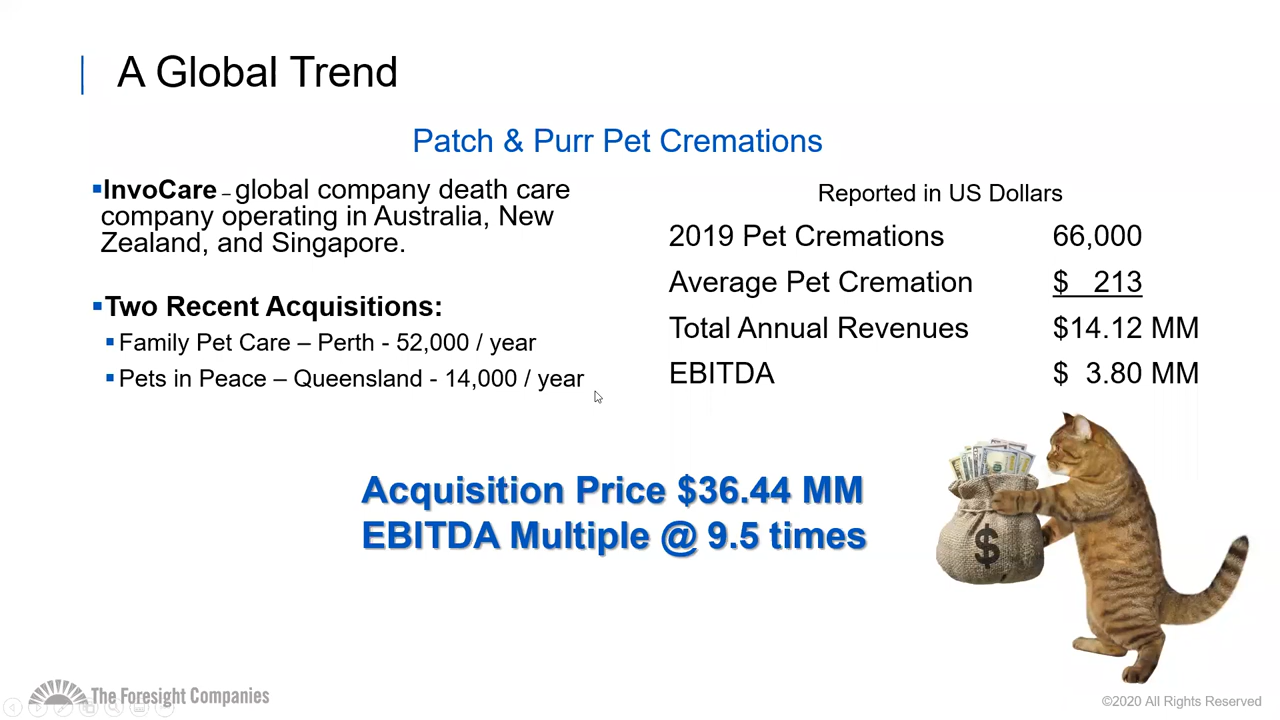 A Global Trend
Patch & Purr Pet Cremations
▪InvoCare – global company death care
company operating in Australia, New
Zealand, and Singapore.
▪Two Recent Acquisitions:
▪Family Pet Care – Perth - 52,000 / year
▪Pets in Peace – Queensland - 14,000 / year
Reported in US Dollars
2019 Pet Cremations 66,000
Average Pet Cremation $ 213
Total Annual Revenues $14.12 MM
EBITDA $ 3.80 MM
Acquisition Price $36.44 MM
EBITDA Multiple @ 9.5 times
$
The Foresight Companies
©2020 All Rights Reserved